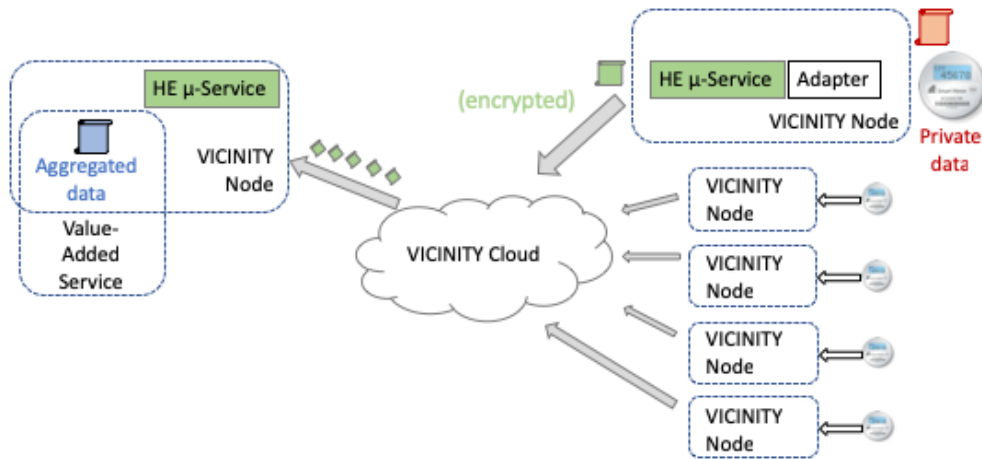 HE μ-Service
Aggregated
data
VICINITY
Node
Value-
Added
Service
(encrypted)
VICINITY Cloud
HE μ-Service
Adapter
VICINITY Node
45678
Private
data
VICINITY
Node
VICINITY
Node
VICINITY
Node
VICINITY
Node